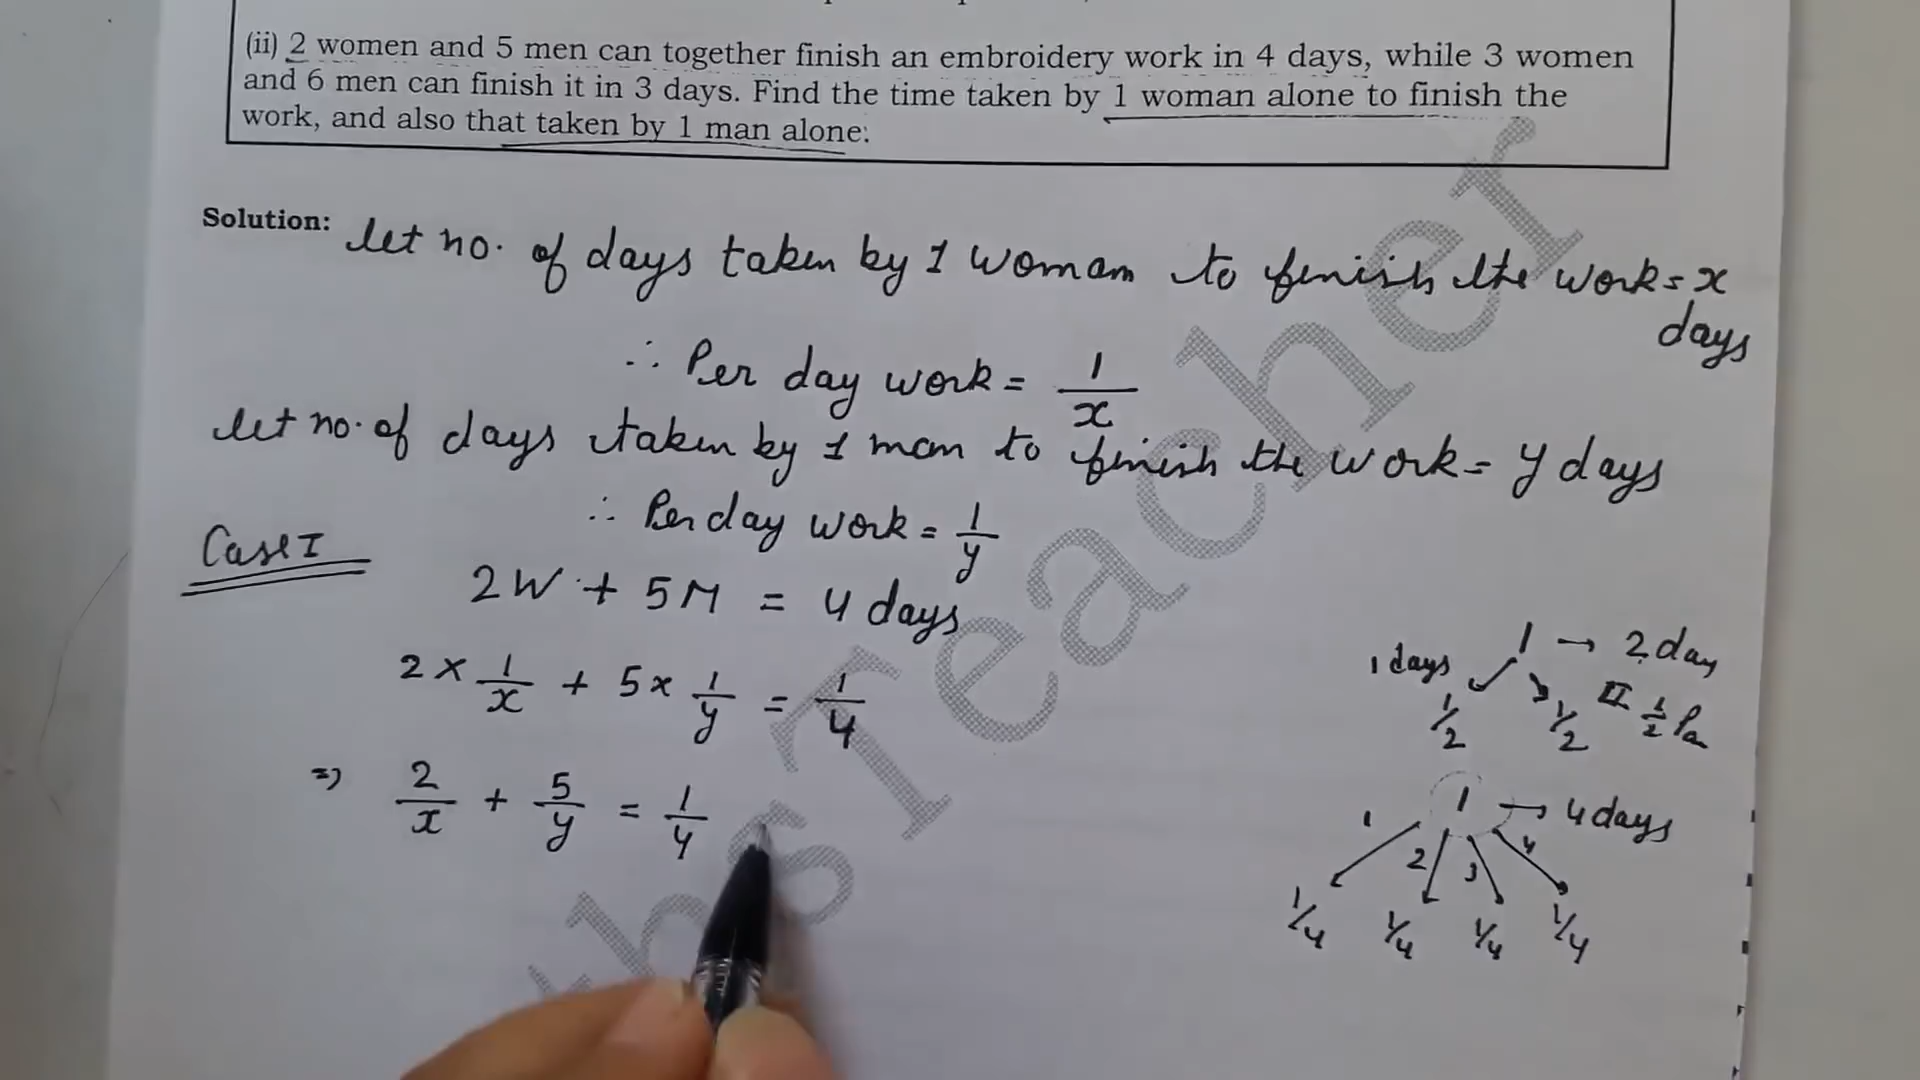 (ii) 2 women and 5 men can together finish an embroidery work in 4 days, while 3 women
and 6 men can finish it in 3 days. Find the time taken by 1 woman alone to finish the
work, and also that taken by 1 man alone:
Solution: let no. of days taken by 1 woman to finish the work = x
days
∴ Per day work = 1/x
let no. of days taken by 1 man to finish the work = y days
∴ Per day work = 1/y
Case I
2W + 5M = 4 days
2 × 1/x + 5 × 1/y = 1/4
⇒ 2/x + 5/y = 1/4
1 → 2 day
1 days
1/2 1/2 II 1/2
1 → 4 days
1 2 3 4
1/4 1/4 1/4 1/4
Teacher